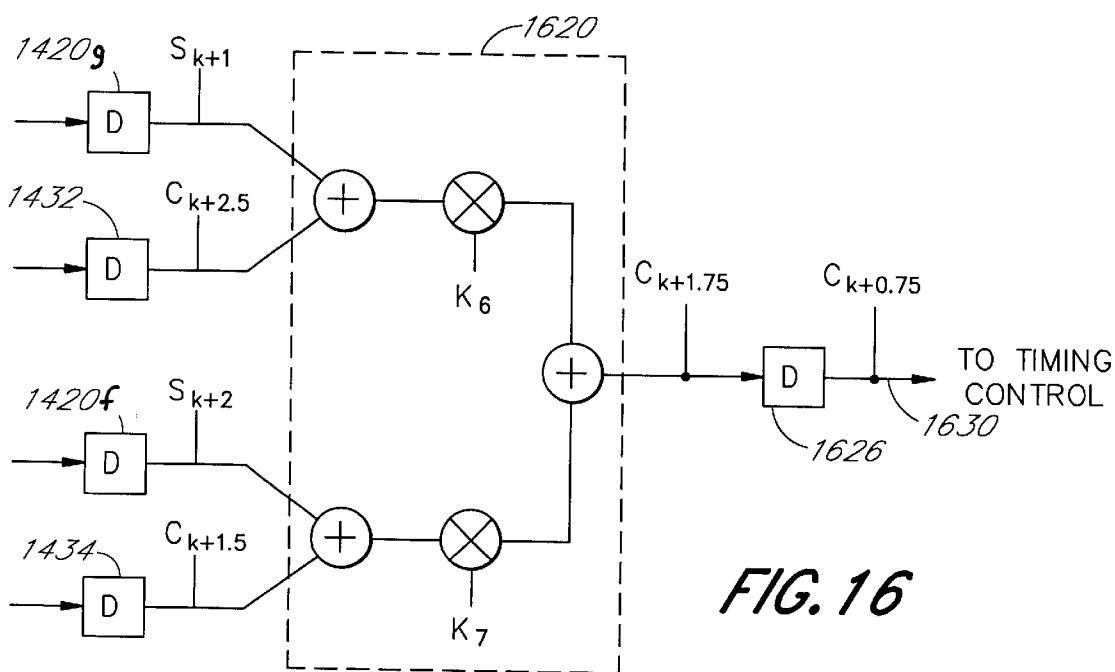 1620
1420g
S k+1
D
1432
C k+2.5
D
+
×
K 6
C k+1.75
C k+0.75
+
D
TO TIMING
CONTROL
1626
1630
1420f
S k+2
D
1434
C k+1.5
D
+
×
K 7
FIG. 16